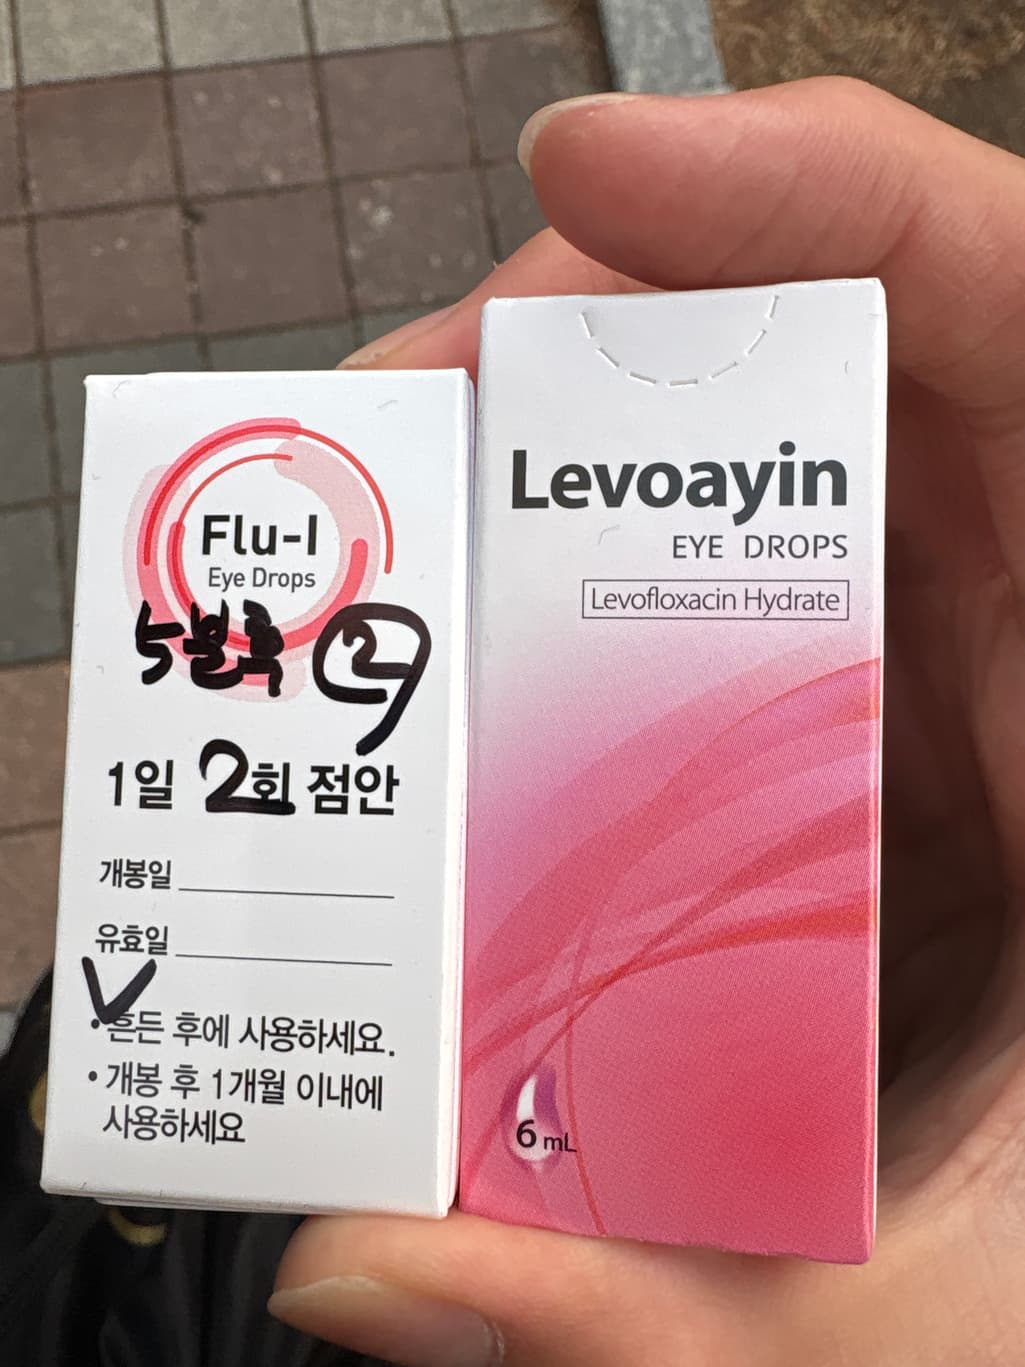 Flu-I
Eye Drops
5분후 ②
1일 2회 점안
개봉일
유효일
• 흔든 후에 사용하세요.
• 개봉 후 1개월 이내에
사용하세요
Levoayin
EYE DROPS
Levofloxacin Hydrate
6 mL